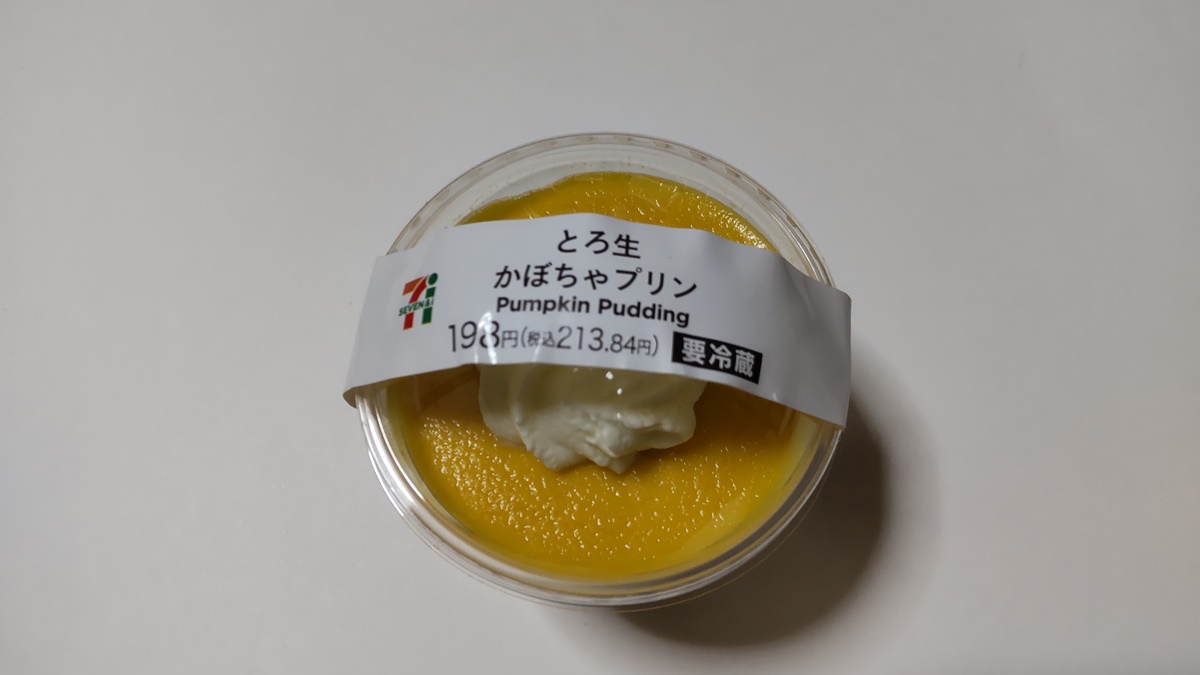 とろ生
かぼちゃプリン
Pumpkin Pudding
198円(税込213.84円) 要冷蔵
SEVEN&i